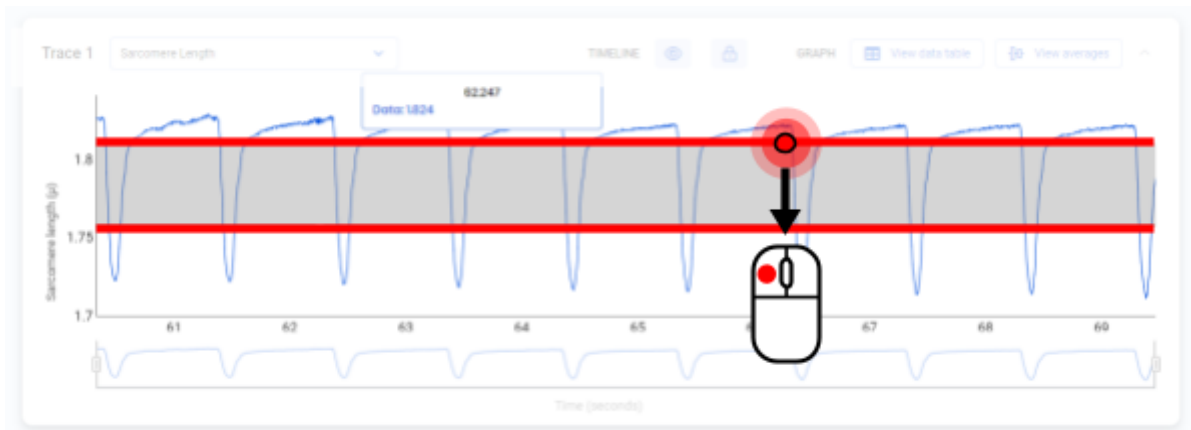 Trace 1 Sarcomere Length TIMELINE GRAPH View data table View averages
62.247
Data: 1.824
1.8
1.75
1.7
Sarcomere length (μ)
61 62 63 64 65 67 68 69
Time (seconds)